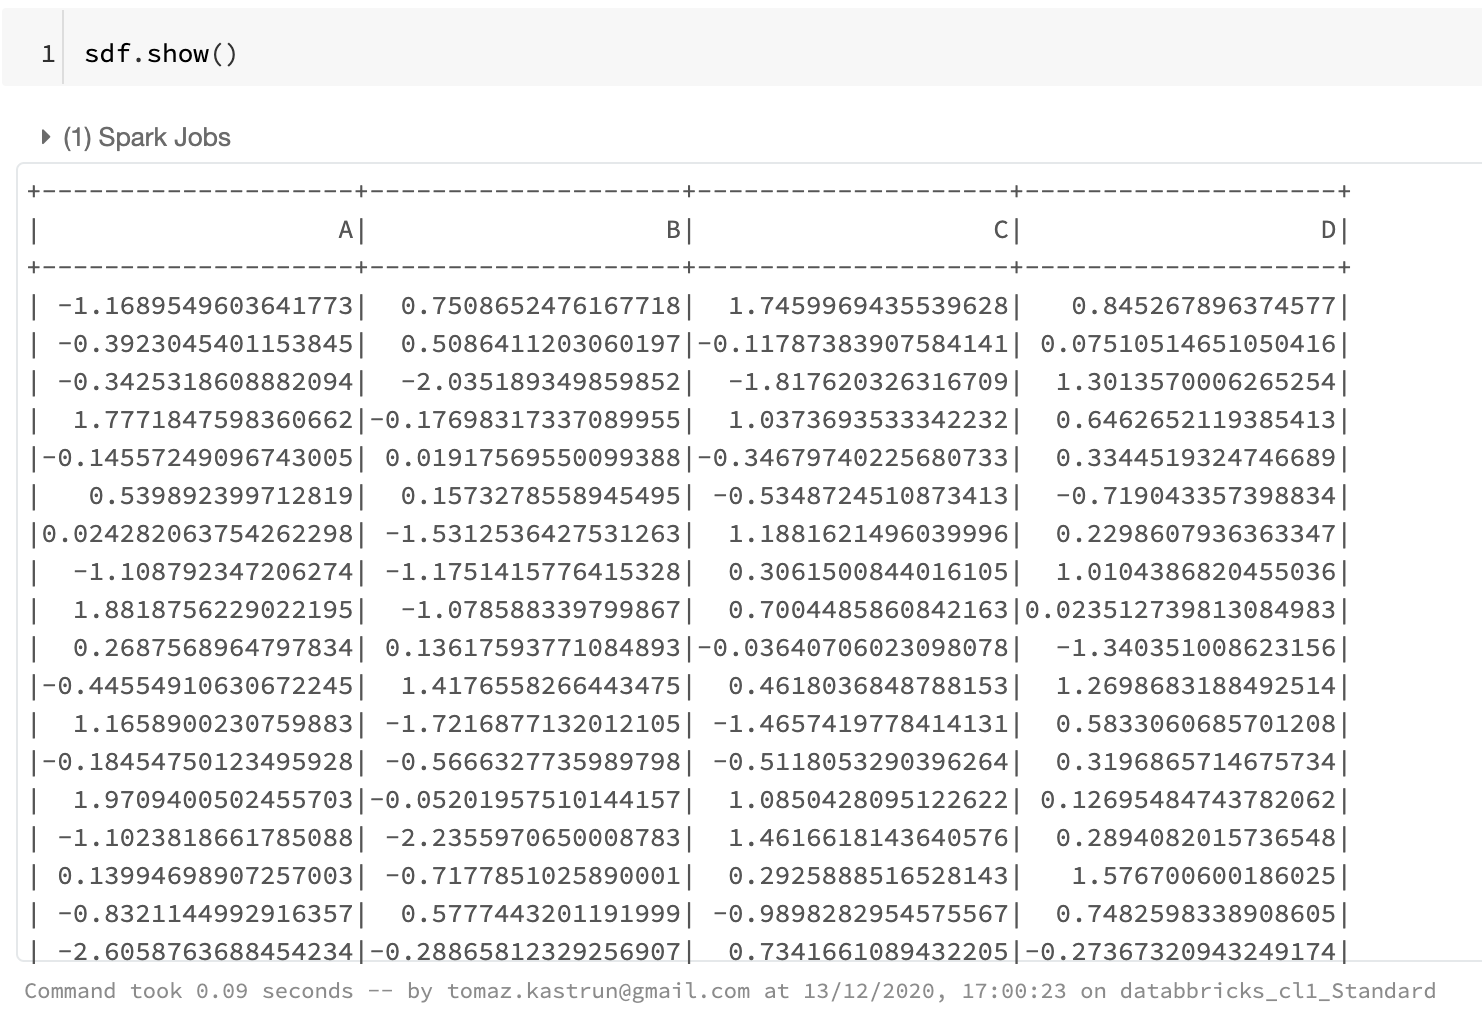 1 sdf.show()
(1) Spark Jobs
+--------------------+--------------------+--------------------+--------------------+
|                   A|                   B|                   C|                   D|
+--------------------+--------------------+--------------------+--------------------+
| -1.1689549603641773|  0.7508652476167718|  1.7459969435539628|   0.845267896374577|
| -0.3923045401153845|  0.5086411203060197|-0.11787383907584141| 0.07510514651050416|
| -0.3425318608882094|  -2.035189349859852|  -1.817620326316709|  1.3013570006265254|
|  1.7771847598360662|-0.17698317337089955|  1.0373693533342232|  0.6462652119385413|
|-0.14557249096743005| 0.01917569550099388|-0.34679740225680733|  0.3344519324746689|
|   0.539892399712819|  0.1573278558945495| -0.5348724510873413|  -0.719043357398834|
|0.024282063754262298| -1.5312536427531263|  1.1881621496039996|  0.2298607936363347|
|  -1.108792347206274| -1.1751415776415328|  0.3061500844016105|  1.0104386820455036|
|  1.8818756229022195|  -1.078588339799867|  0.7004485860842163|0.023512739813084983|
|  0.2687568964797834| 0.13617593771084893|-0.03640706023098078|  -1.340351008623156|
|-0.44554910630672245|  1.4176558266443475|  0.4618036848788153|  1.2698683188492514|
|  1.1658900230759883| -1.7216877132012105| -1.4657419778414131|  0.5833060685701208|
|-0.18454750123495928| -0.5666327735989798| -0.5118053290396264|  0.3196865714675734|
|  1.9709400502455703|-0.05201957510144157|  1.0850428095122622| 0.12695484743782062|
| -1.1023818661785088| -2.2355970650008783|  1.4616618143640576|  0.2894082015736548|
| 0.13994698907257003| -0.7177851025890001|  0.2925888516528143|   1.576700600186025|
| -0.8321144992916357|  0.5777443201191999| -0.9898282954575567|  0.7482598338908605|
| -2.6058763688454234|-0.28865812329256907|  0.7341661089432205|-0.27367320943249174|
Command took 0.09 seconds -- by tomaz.kastrun@gmail.com at 13/12/2020, 17:00:23 on databbricks_cl1_Standard